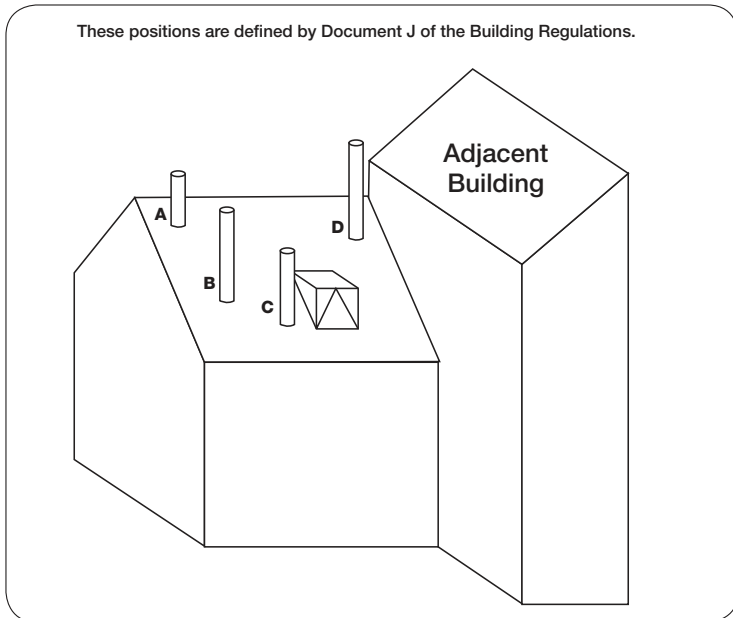 These positions are defined by Document J of the Building Regulations.
Adjacent
Building
A
D
B
C